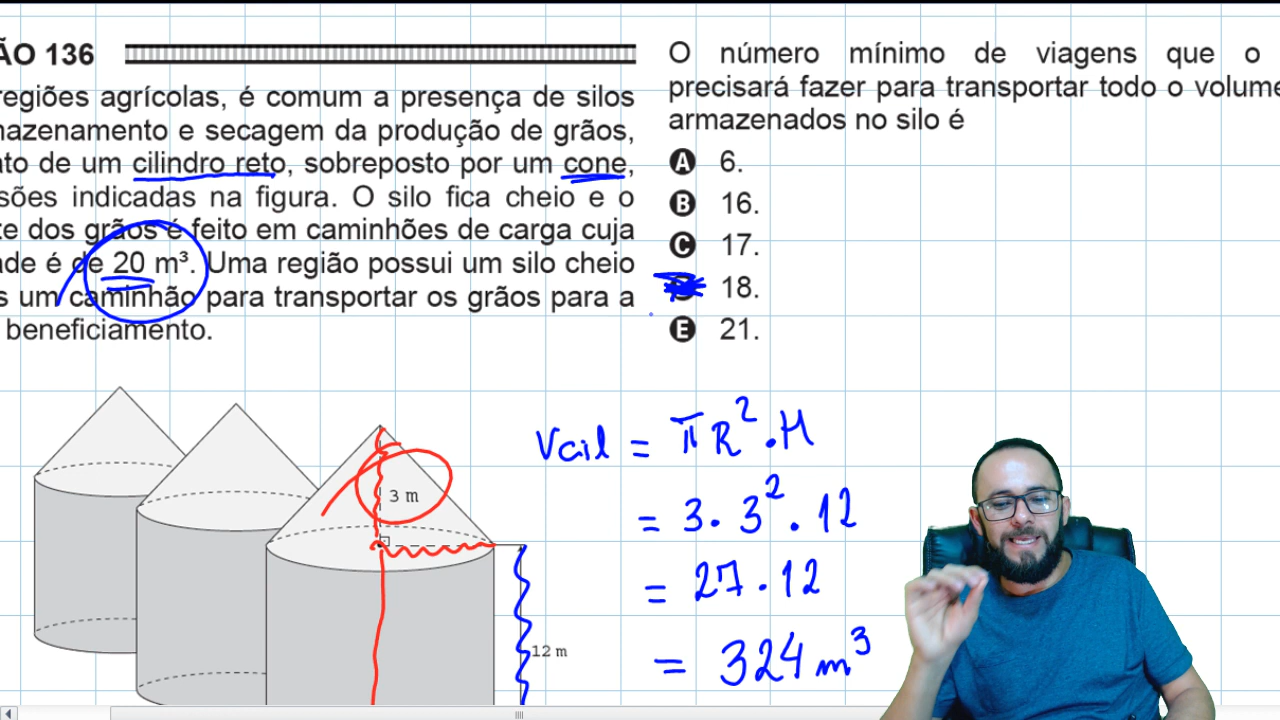 ÃO 136
regiões agrícolas, é comum a presença de silos
mazenamento e secagem da produção de grãos,
ato de um cilindro reto, sobreposto por um cone,
sões indicadas na figura. O silo fica cheio e o
te dos grãos é feito em caminhões de carga cuja
ade é de 20 m³. Uma região possui um silo cheio
s um caminhão para transportar os grãos para a
beneficiamento.
3 m
12 m
O número mínimo de viagens que o
precisará fazer para transportar todo o volume
armazenados no silo é
A 6.
B 16.
C 17.
18.
E 21.
Vcil = πR².H
= 3.3².12
= 27.12
= 324 m³